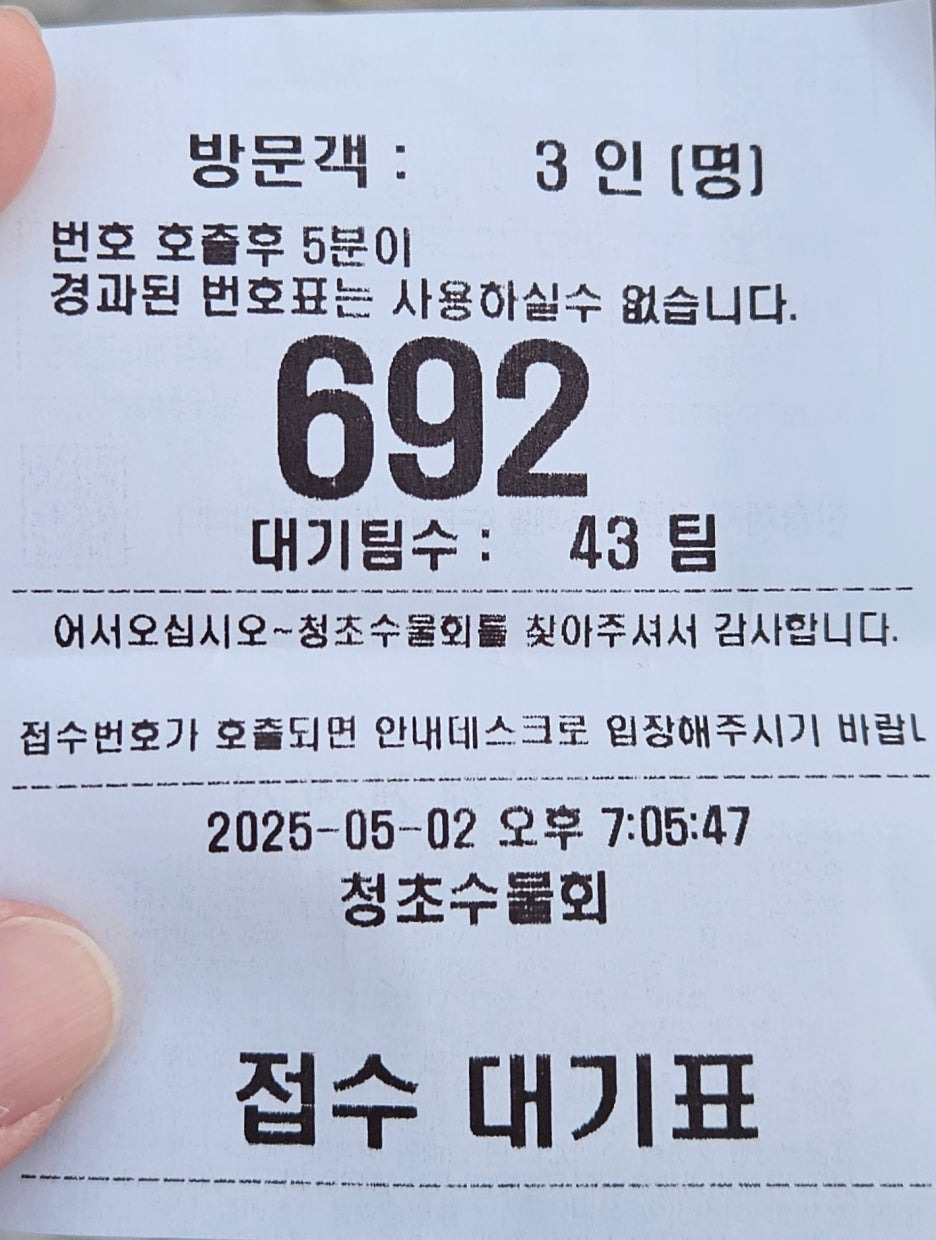 방문객 : 3 인 (명)
번호 호출후 5분이
경과된 번호표는 사용하실수 없습니다.
692
대기팀수 : 43 팀
어서오십시오~청초수물회를 찾아주셔서 감사합니다.
접수번호가 호출되면 안내데스크로 입장해주시기 바랍니
2025-05-02 오후 7:05:47
청초수물회
접수 대기표